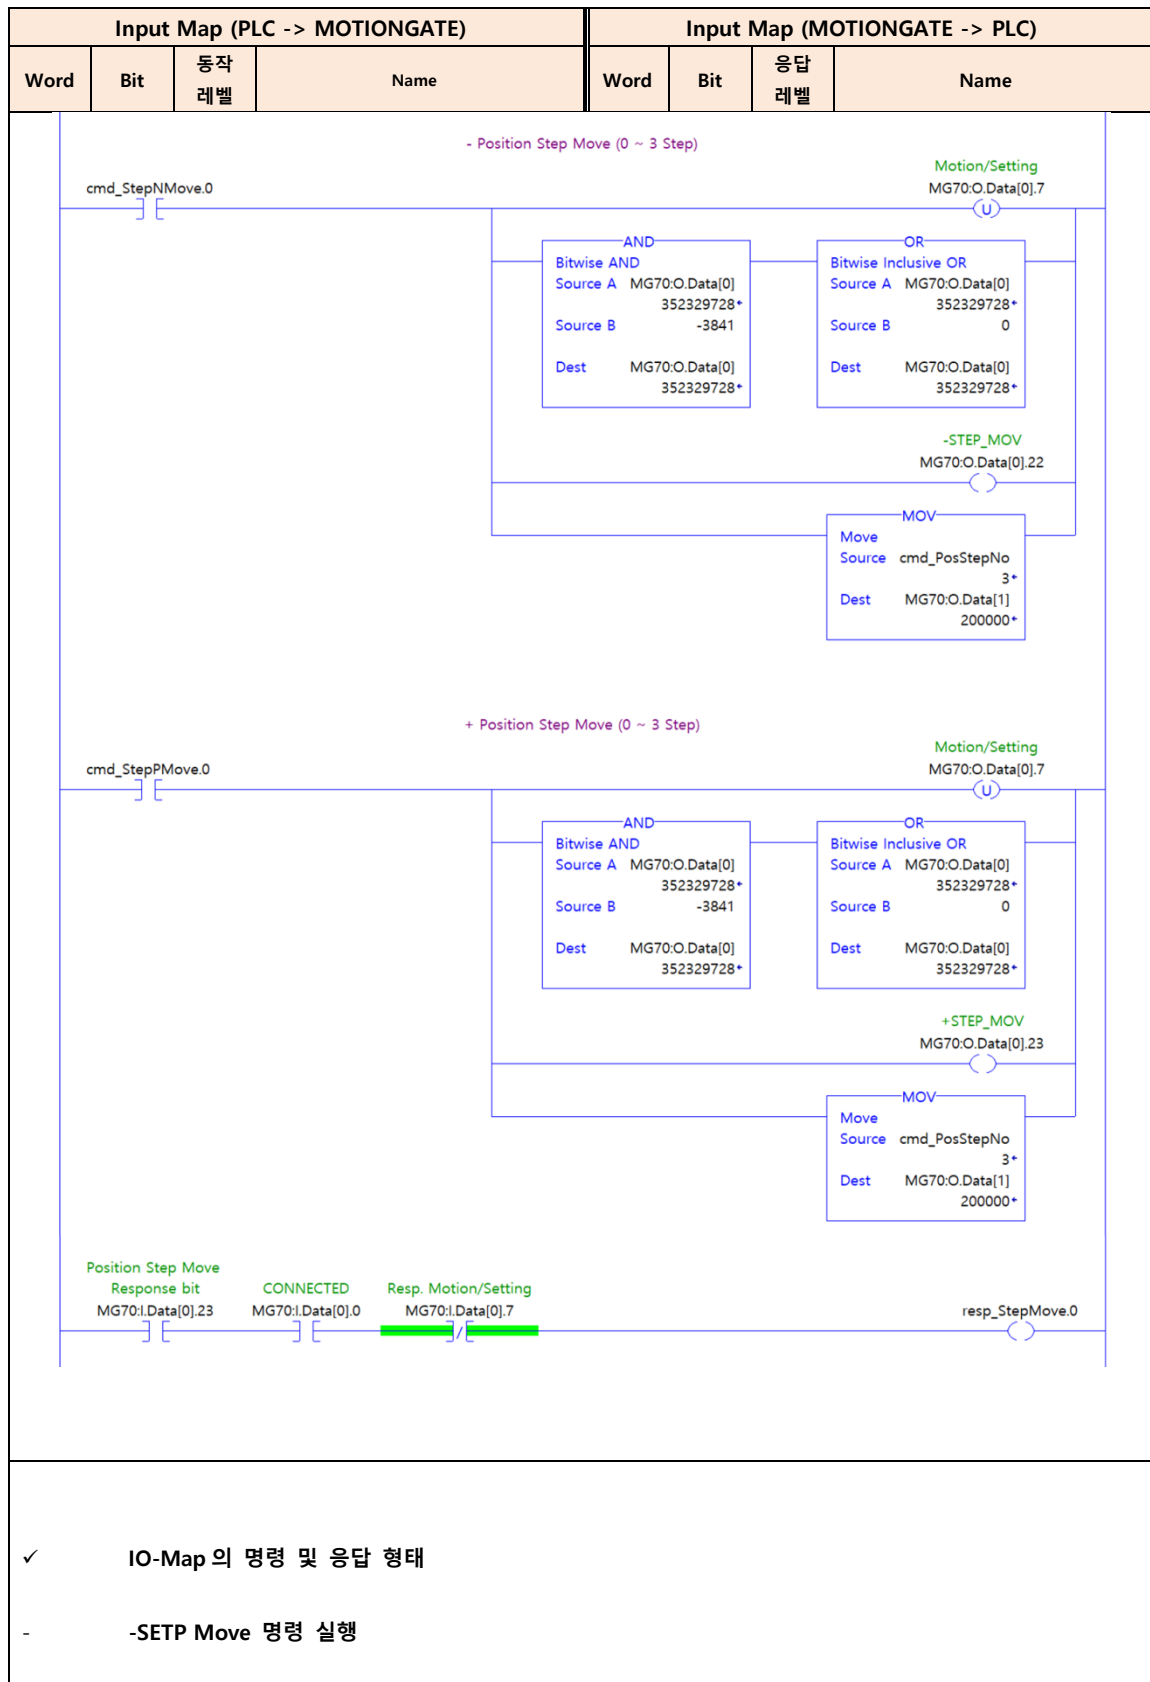 Input Map (PLC -> MOTIONGATE)
Input Map (MOTIONGATE -> PLC)
Word
Bit
동작
레벨
Name
Word
Bit
응답
레벨
Name
- Position Step Move (0 ~ 3 Step)
Motion/Setting
cmd_StepNMove.0
MG70:O.Data[0].7
U
AND
Bitwise AND
Source A MG70:O.Data[0]
352329728
Source B -3841
Dest MG70:O.Data[0]
352329728
OR
Bitwise Inclusive OR
Source A MG70:O.Data[0]
352329728
Source B 0
Dest MG70:O.Data[0]
352329728
-STEP_MOV
MG70:O.Data[0].22
MOV
Move
Source cmd_PosStepNo
3
Dest MG70:O.Data[1]
200000
+ Position Step Move (0 ~ 3 Step)
Motion/Setting
cmd_StepPMove.0
MG70:O.Data[0].7
U
AND
Bitwise AND
Source A MG70:O.Data[0]
352329728
Source B -3841
Dest MG70:O.Data[0]
352329728
OR
Bitwise Inclusive OR
Source A MG70:O.Data[0]
352329728
Source B 0
Dest MG70:O.Data[0]
352329728
+STEP_MOV
MG70:O.Data[0].23
MOV
Move
Source cmd_PosStepNo
3
Dest MG70:O.Data[1]
200000
Position Step Move
Response bit
MG70:I.Data[0].23
CONNECTED
MG70:I.Data[0].0
Resp. Motion/Setting
MG70:I.Data[0].7
resp_StepMove.0
✓ IO-Map 의 명령 및 응답 형태
- -SETP Move 명령 실행